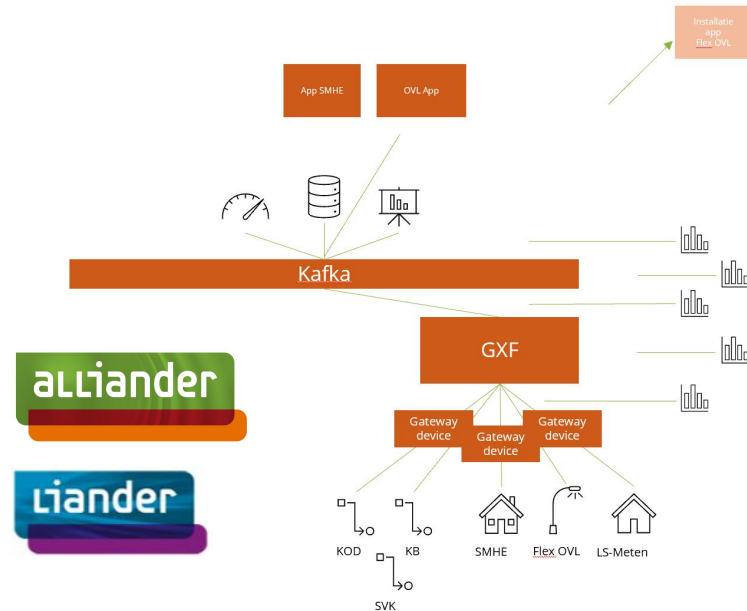 Installatie
app
Flex OVL
App SMHE
OVL App
Kafka
GXF
alliander
Gateway
device
Gateway
device
Gateway
device
Liander
KOD
KB
SMHE
Flex OVL
LS-Meten
SVK